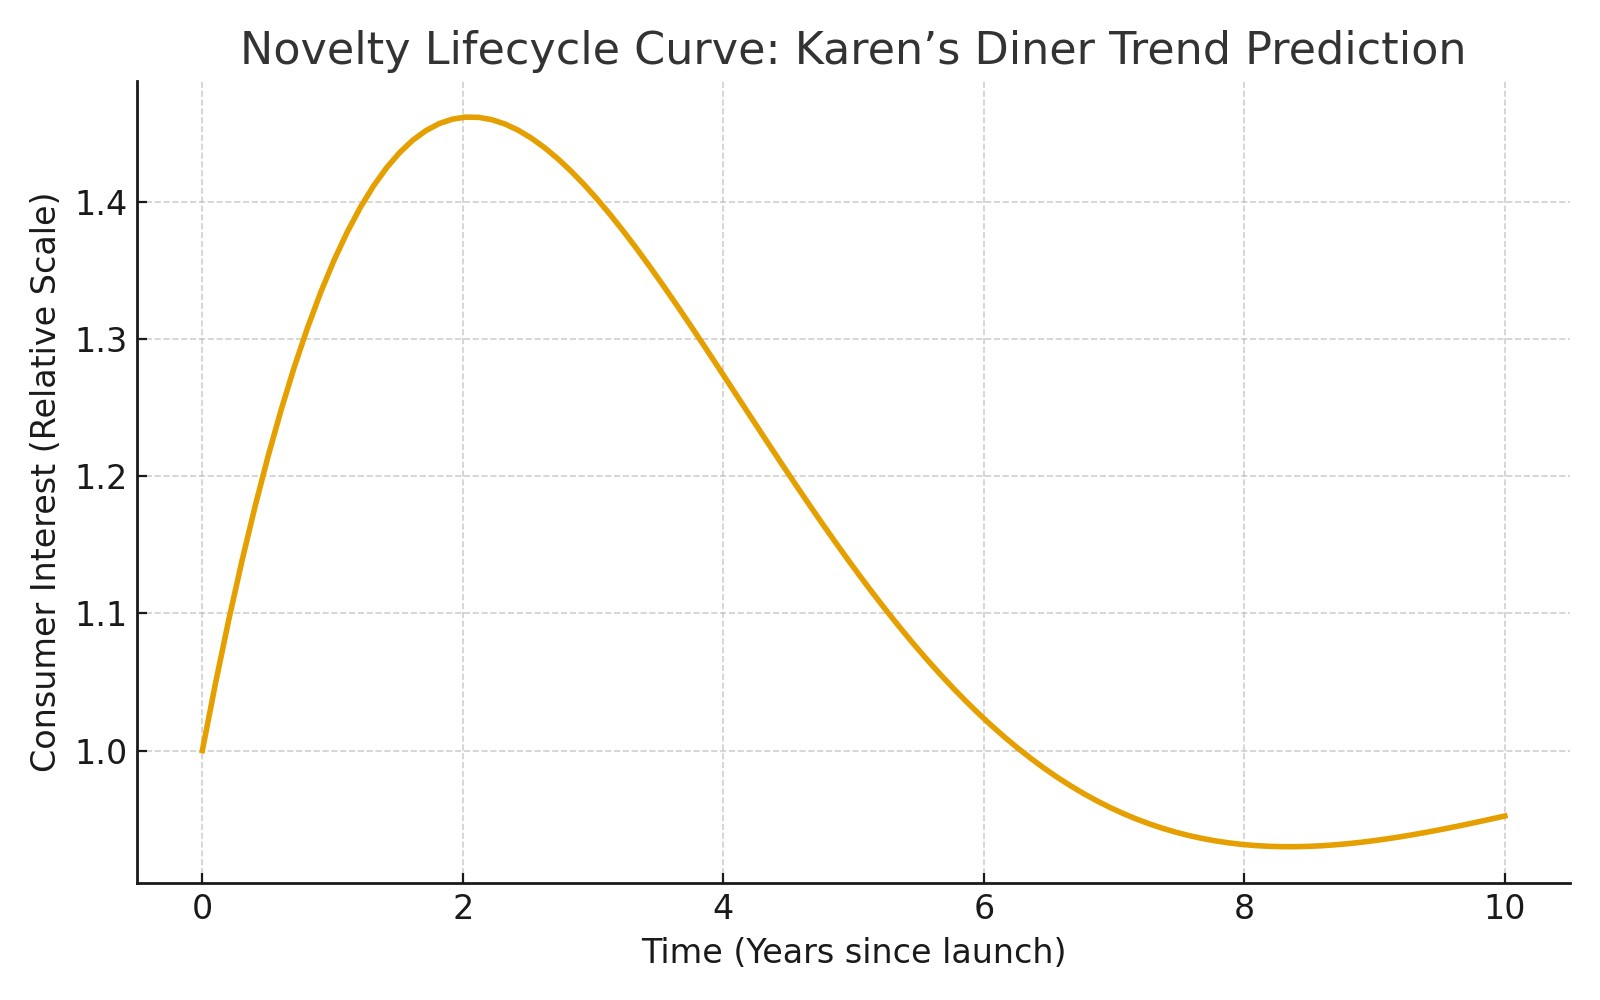 Novelty Lifecycle Curve: Karen’s Diner Trend Prediction
Consumer Interest (Relative Scale)
1.4
1.3
1.2
1.1
1.0
0 2 4 6 8 10
Time (Years since launch)